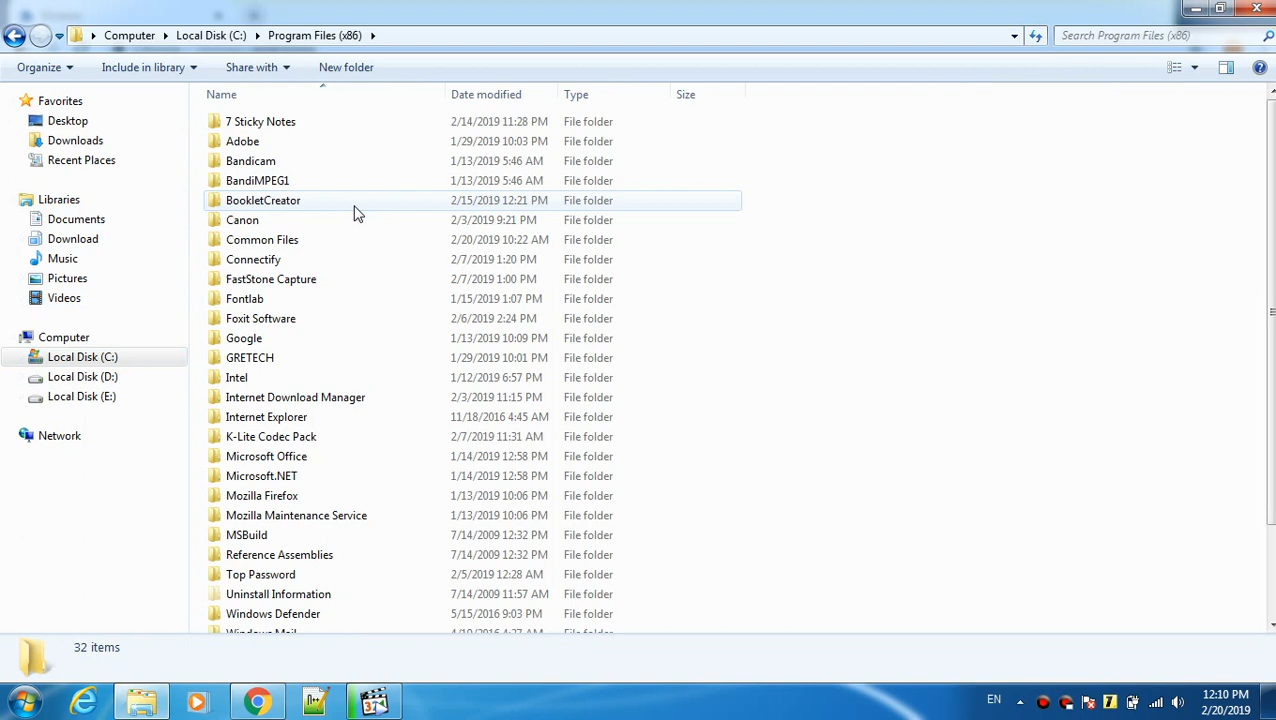 Computer Local Disk (C:) Program Files (x86) Search Program Files (x86)
Organize Include in library Share with New folder
Name Date modified Type Size
Favorites
Desktop
Downloads
Recent Places
Libraries
Documents
Download
Music
Pictures
Videos
Computer
Local Disk (C:)
Local Disk (D:)
Local Disk (E:)
Network
7 Sticky Notes 2/14/2019 11:28 PM File folder
Adobe 1/29/2019 10:03 PM File folder
Bandicam 1/13/2019 5:46 AM File folder
BandiMPEG1 1/13/2019 5:46 AM File folder
BookletCreator 2/15/2019 12:21 PM File folder
Canon 2/3/2019 9:21 PM File folder
Common Files 2/20/2019 10:22 AM File folder
Connectify 2/7/2019 1:20 PM File folder
FastStone Capture 2/7/2019 1:00 PM File folder
Fontlab 1/15/2019 1:07 PM File folder
Foxit Software 2/6/2019 2:24 PM File folder
Google 1/13/2019 10:09 PM File folder
GRETECH 1/29/2019 10:01 PM File folder
Intel 1/12/2019 6:57 PM File folder
Internet Download Manager 2/3/2019 11:15 PM File folder
Internet Explorer 11/18/2016 4:45 AM File folder
K-Lite Codec Pack 2/7/2019 11:31 AM File folder
Microsoft Office 1/14/2019 12:58 PM File folder
Microsoft.NET 1/14/2019 12:58 PM File folder
Mozilla Firefox 1/13/2019 10:06 PM File folder
Mozilla Maintenance Service 1/13/2019 10:06 PM File folder
MSBuild 7/14/2009 12:32 PM File folder
Reference Assemblies 7/14/2009 12:32 PM File folder
Top Password 2/5/2019 12:28 AM File folder
Uninstall Information 7/14/2009 11:57 AM File folder
Windows Defender 5/15/2016 9:03 PM File folder
Windows Mail 4/19/2016 4:27 AM File folder
32 items
EN 7 12:10 PM
2/20/2019